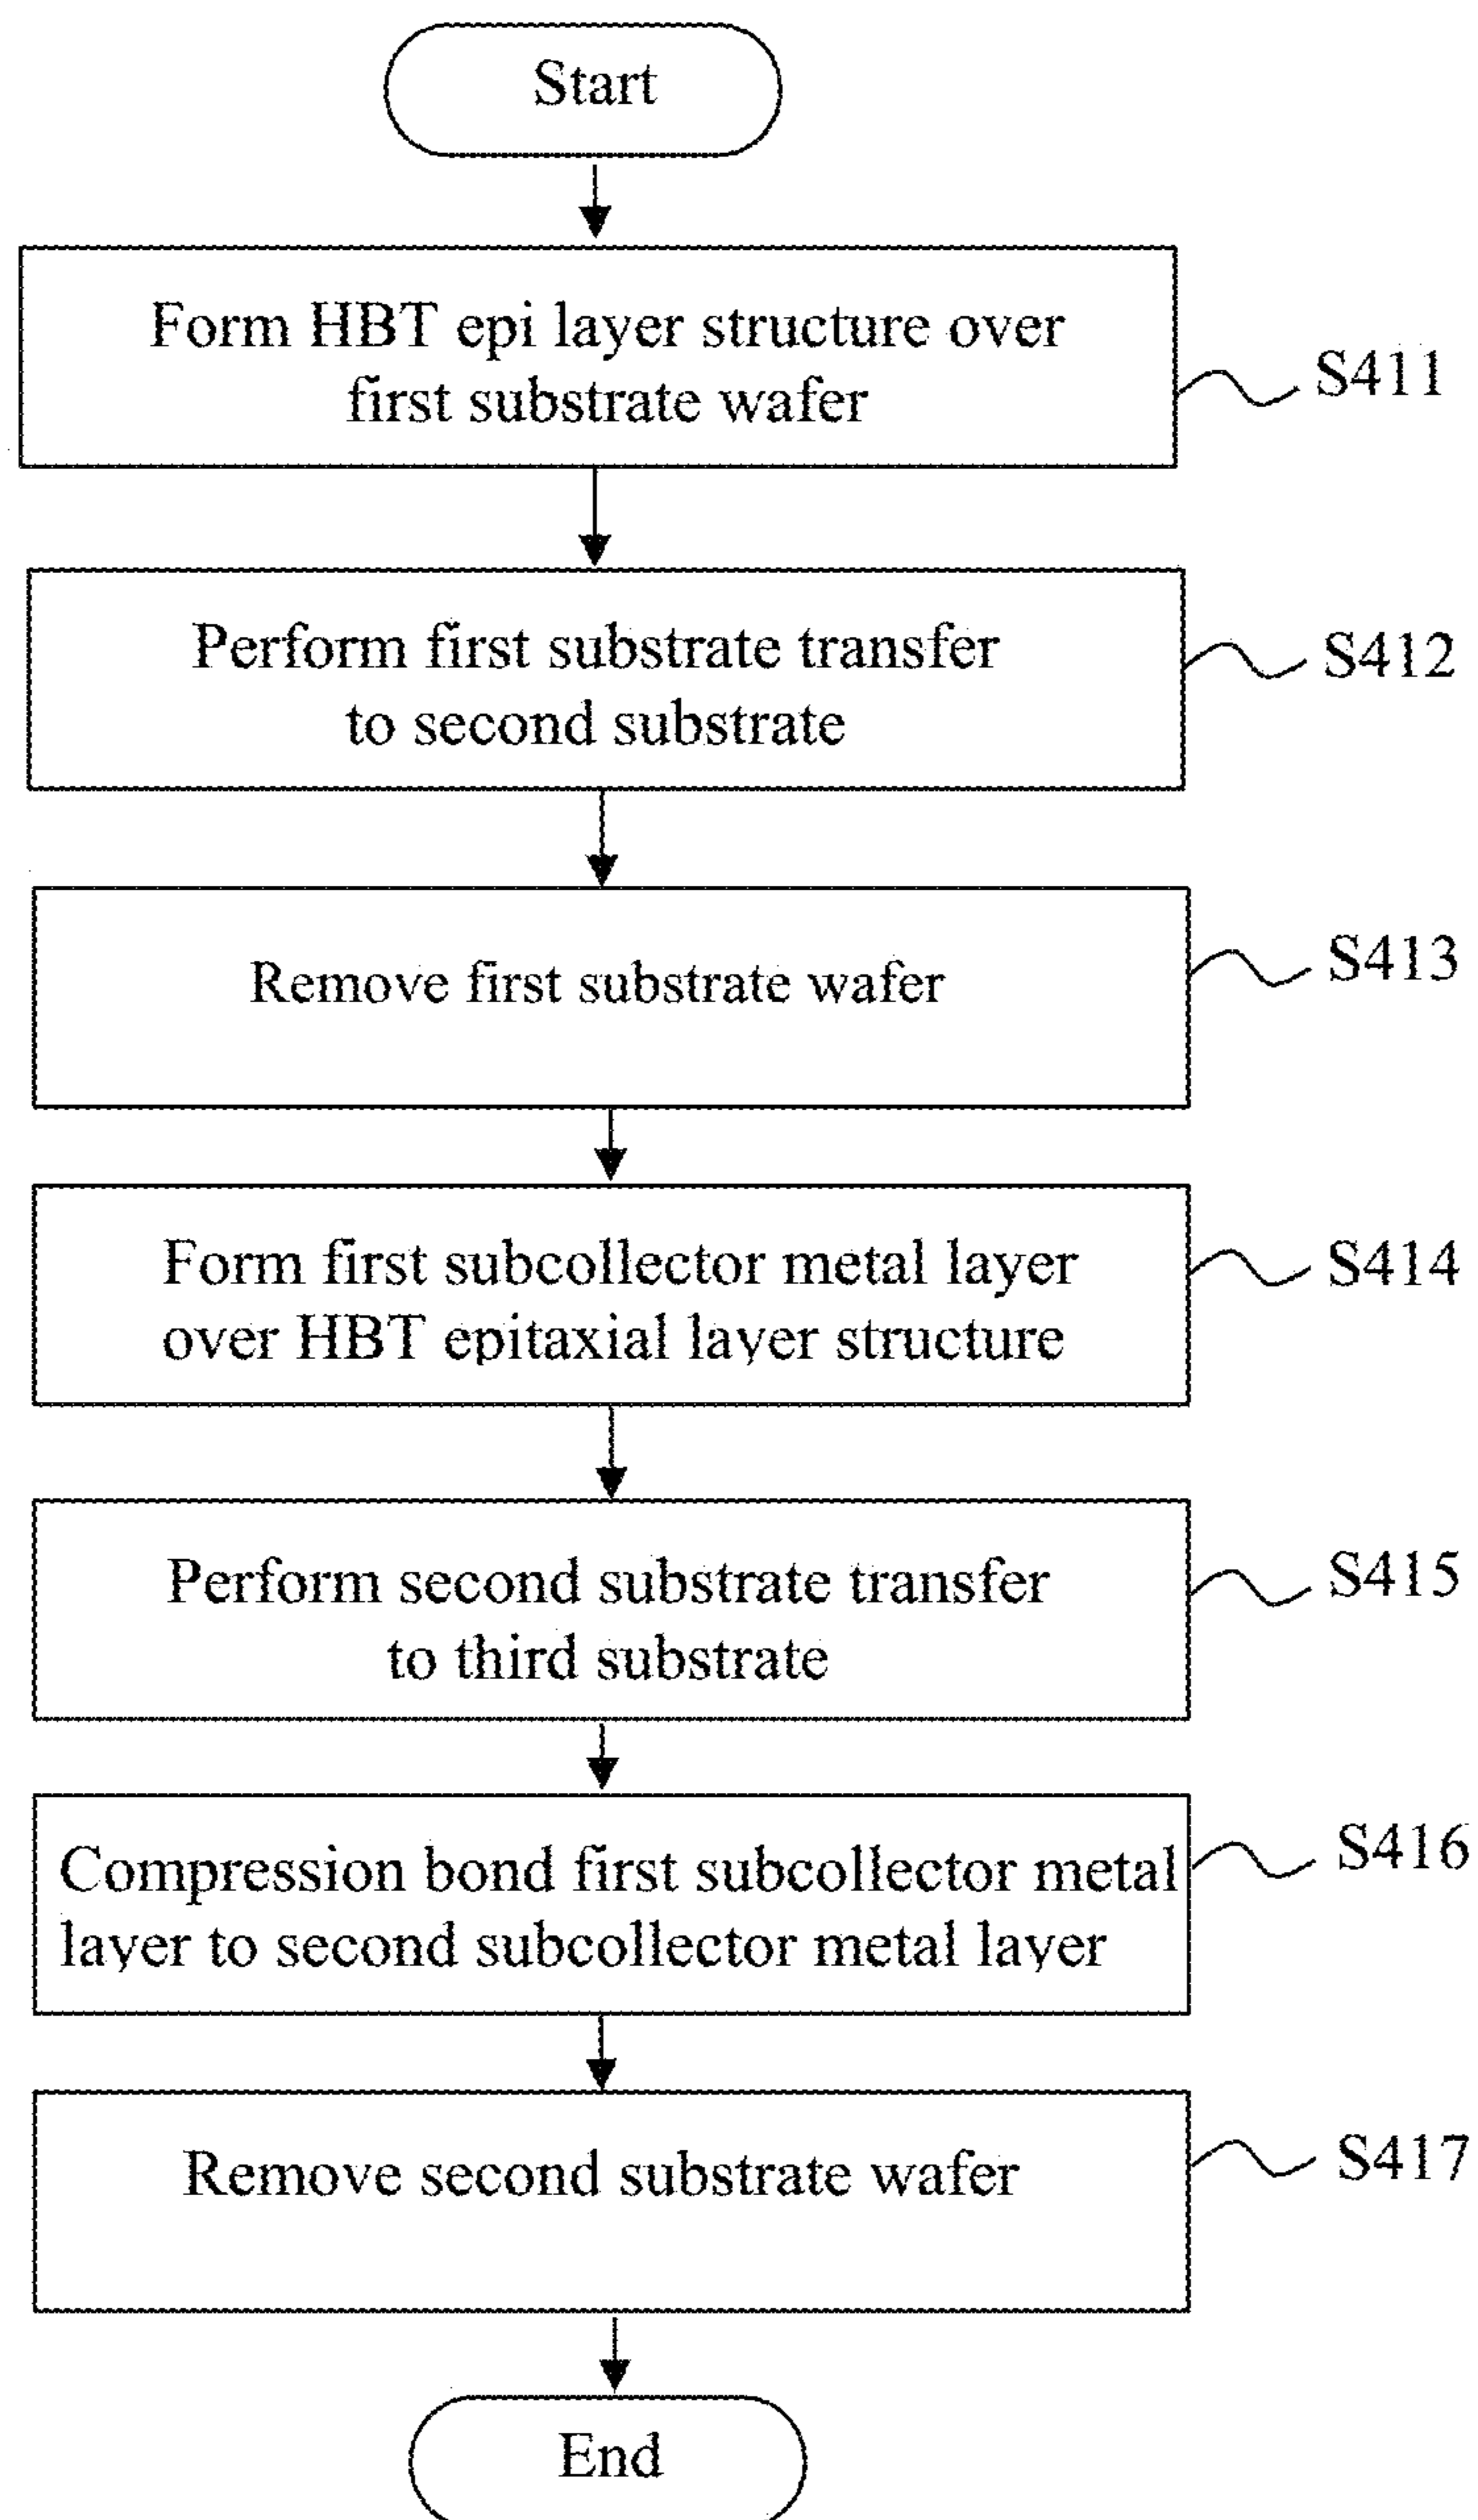 Start
Form HBT epi layer structure over
first substrate wafer
S411
Perform first substrate transfer
to second substrate
S412
Remove first substrate wafer
S413
Form first subcollector metal layer
over HBT epitaxial layer structure
S414
Perform second substrate transfer
to third substrate
S415
Compression bond first subcollector metal
layer to second subcollector metal layer
S416
Remove second substrate wafer
S417
End